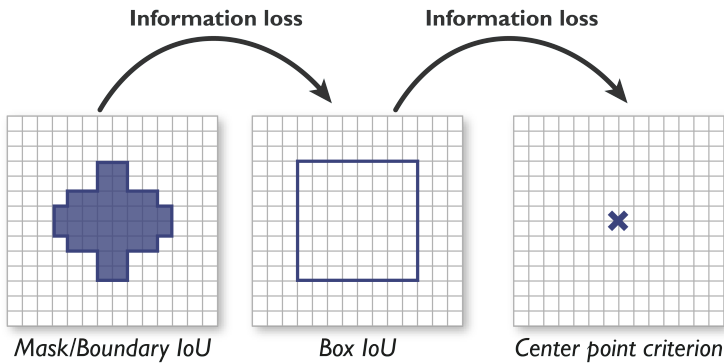 Information loss
Information loss
Mask/Boundary IoU
Box IoU
Center point criterion